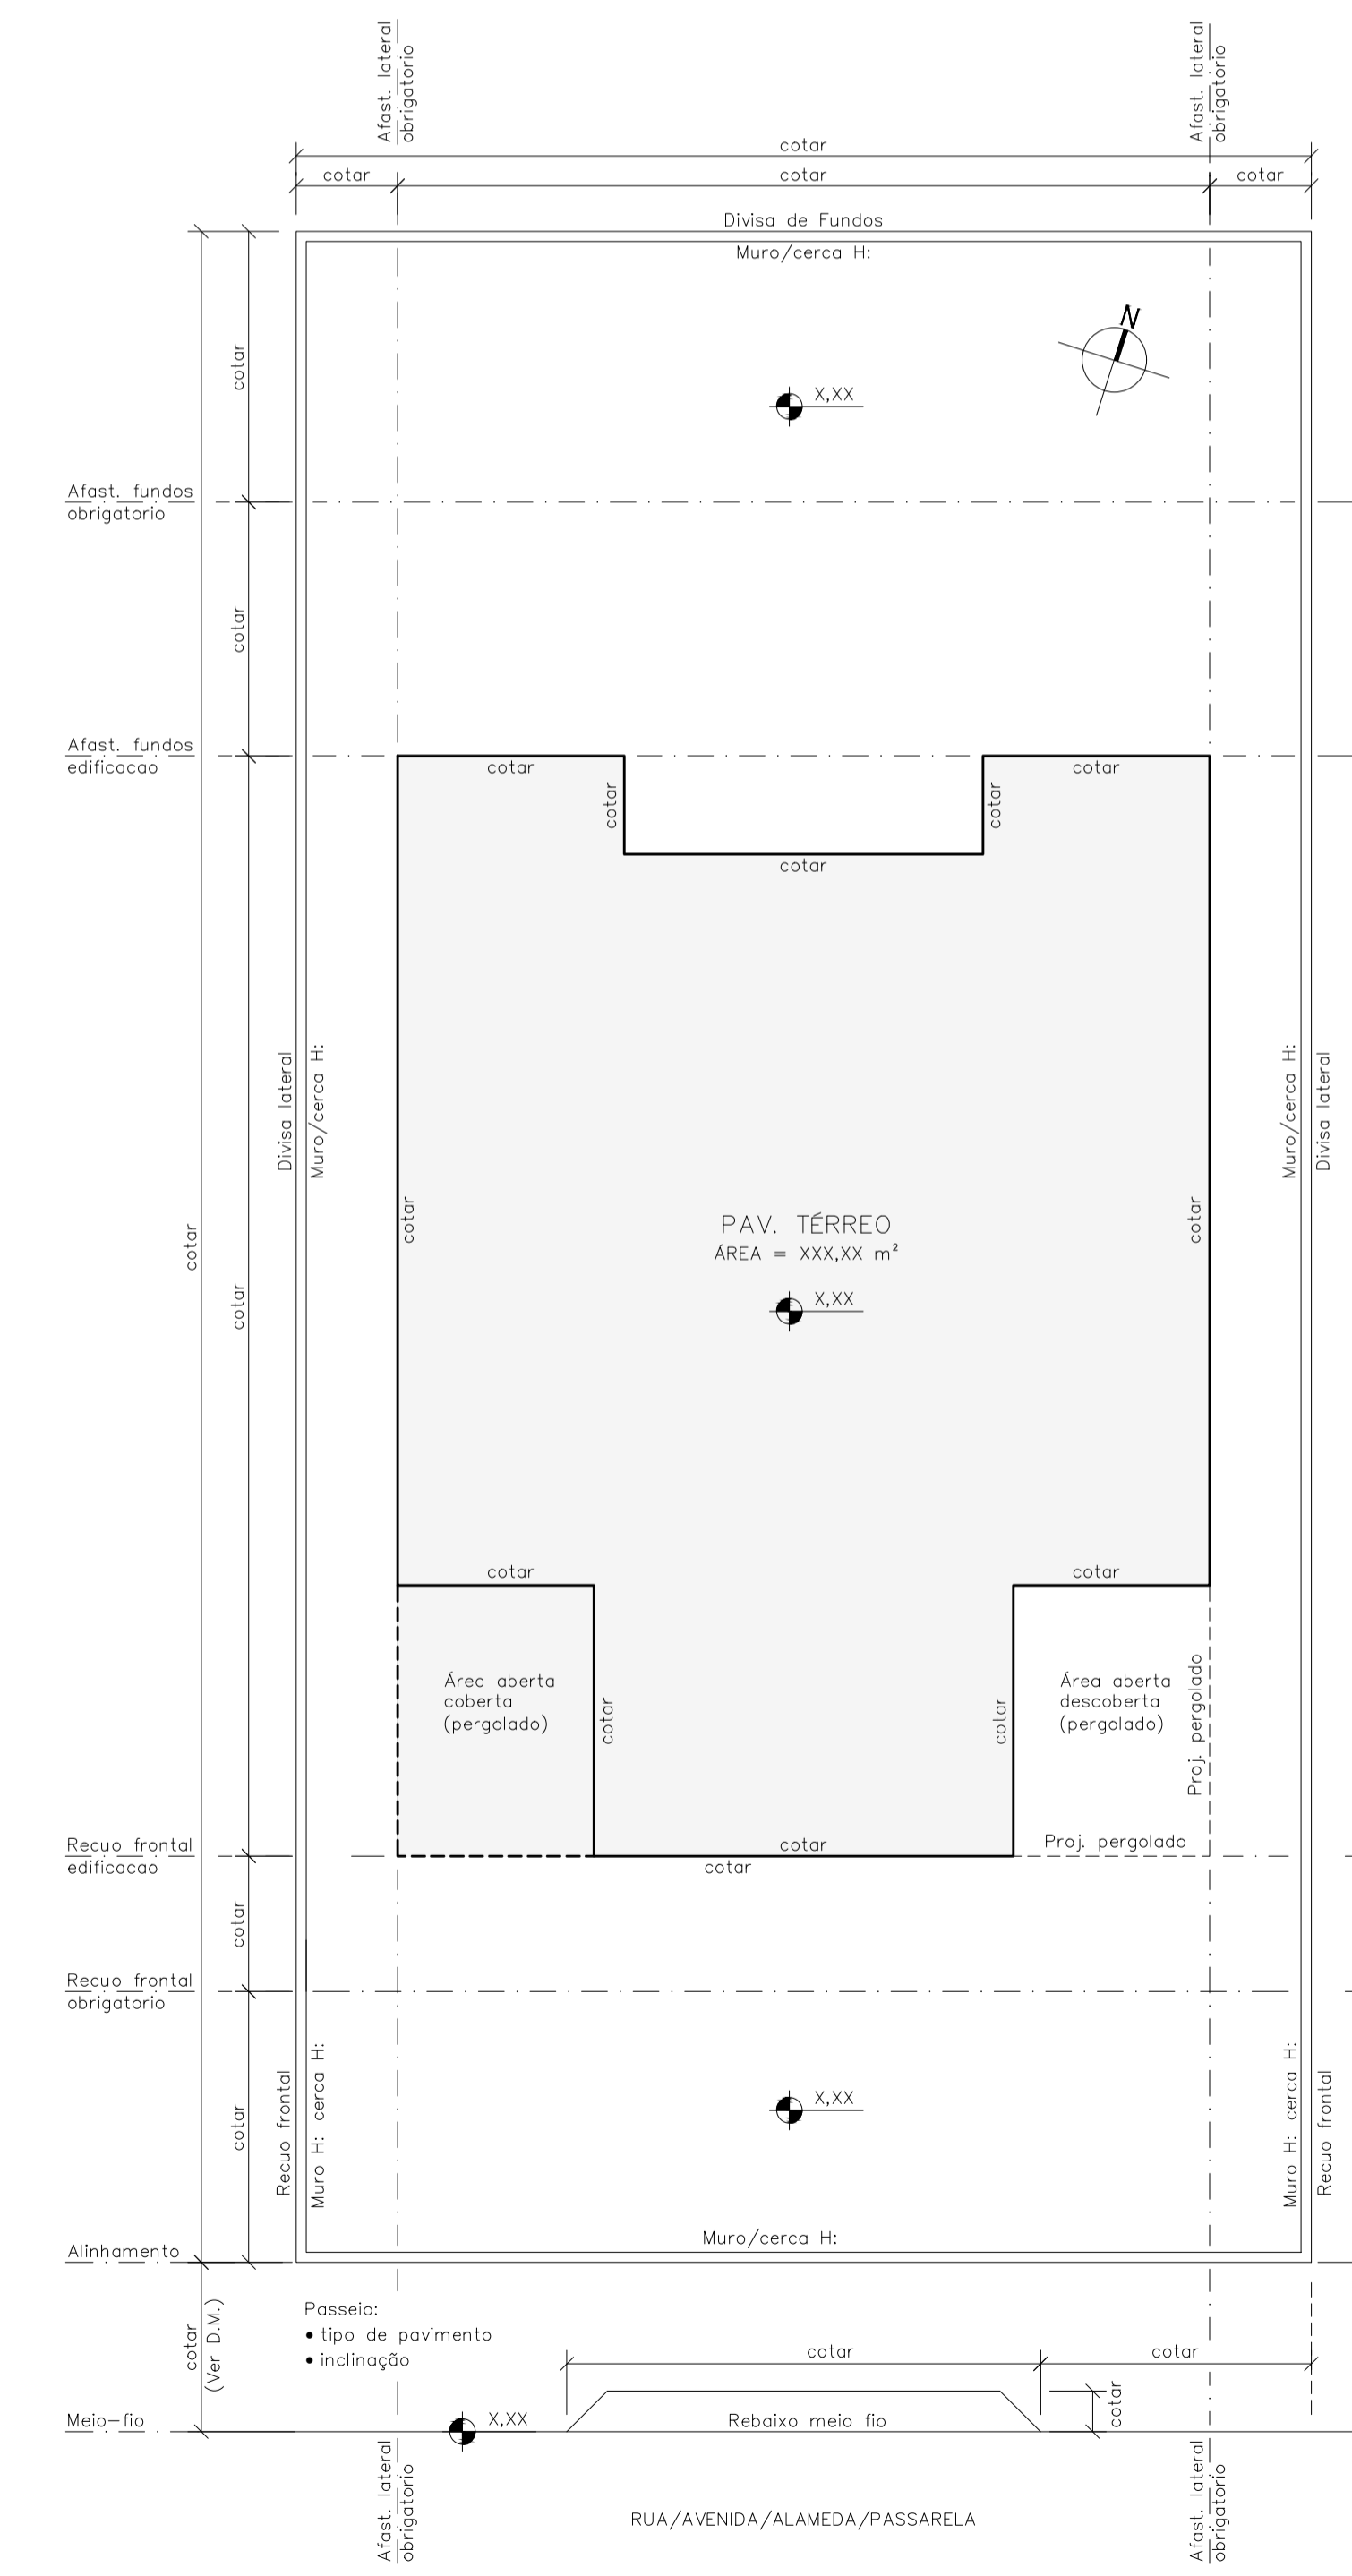 Afast. lateral
obrigatorio
Afast. lateral
obrigatorio
cotar
cotar
cotar
cotar
Divisa de Fundos
Muro/cerca H:
N
cotar
X,XX
Afast. fundos
obrigatorio
cotar
Afast. fundos
edificacao
cotar
cotar
cotar
cotar
cotar
Divisa lateral
Muro/cerca H:
Muro/cerca H:
Divisa lateral
cotar
cotar
cotar
cotar
PAV. TÉRREO
ÁREA = XXX,XX m²
X,XX
cotar
cotar
Área aberta
coberta
(pergolado)
cotar
cotar
Área aberta
descoberta
(pergolado)
Proj. pergolado
Proj. pergolado
Recuo frontal
edificacao
cotar
cotar
cotar
Recuo frontal
obrigatorio
cotar
Recuo frontal
Muro H: cerca H:
X,XX
Muro H: cerca H:
Recuo frontal
Muro/cerca H:
Alinhamento
cotar
(Ver D.M.)
Passeio:
• tipo de pavimento
• inclinação
cotar
cotar
cotar
Meio-fio
X,XX
Rebaixo meio fio
Afast. lateral
obrigatorio
RUA/AVENIDA/ALAMEDA/PASSARELA
Afast. lateral
obrigatorio